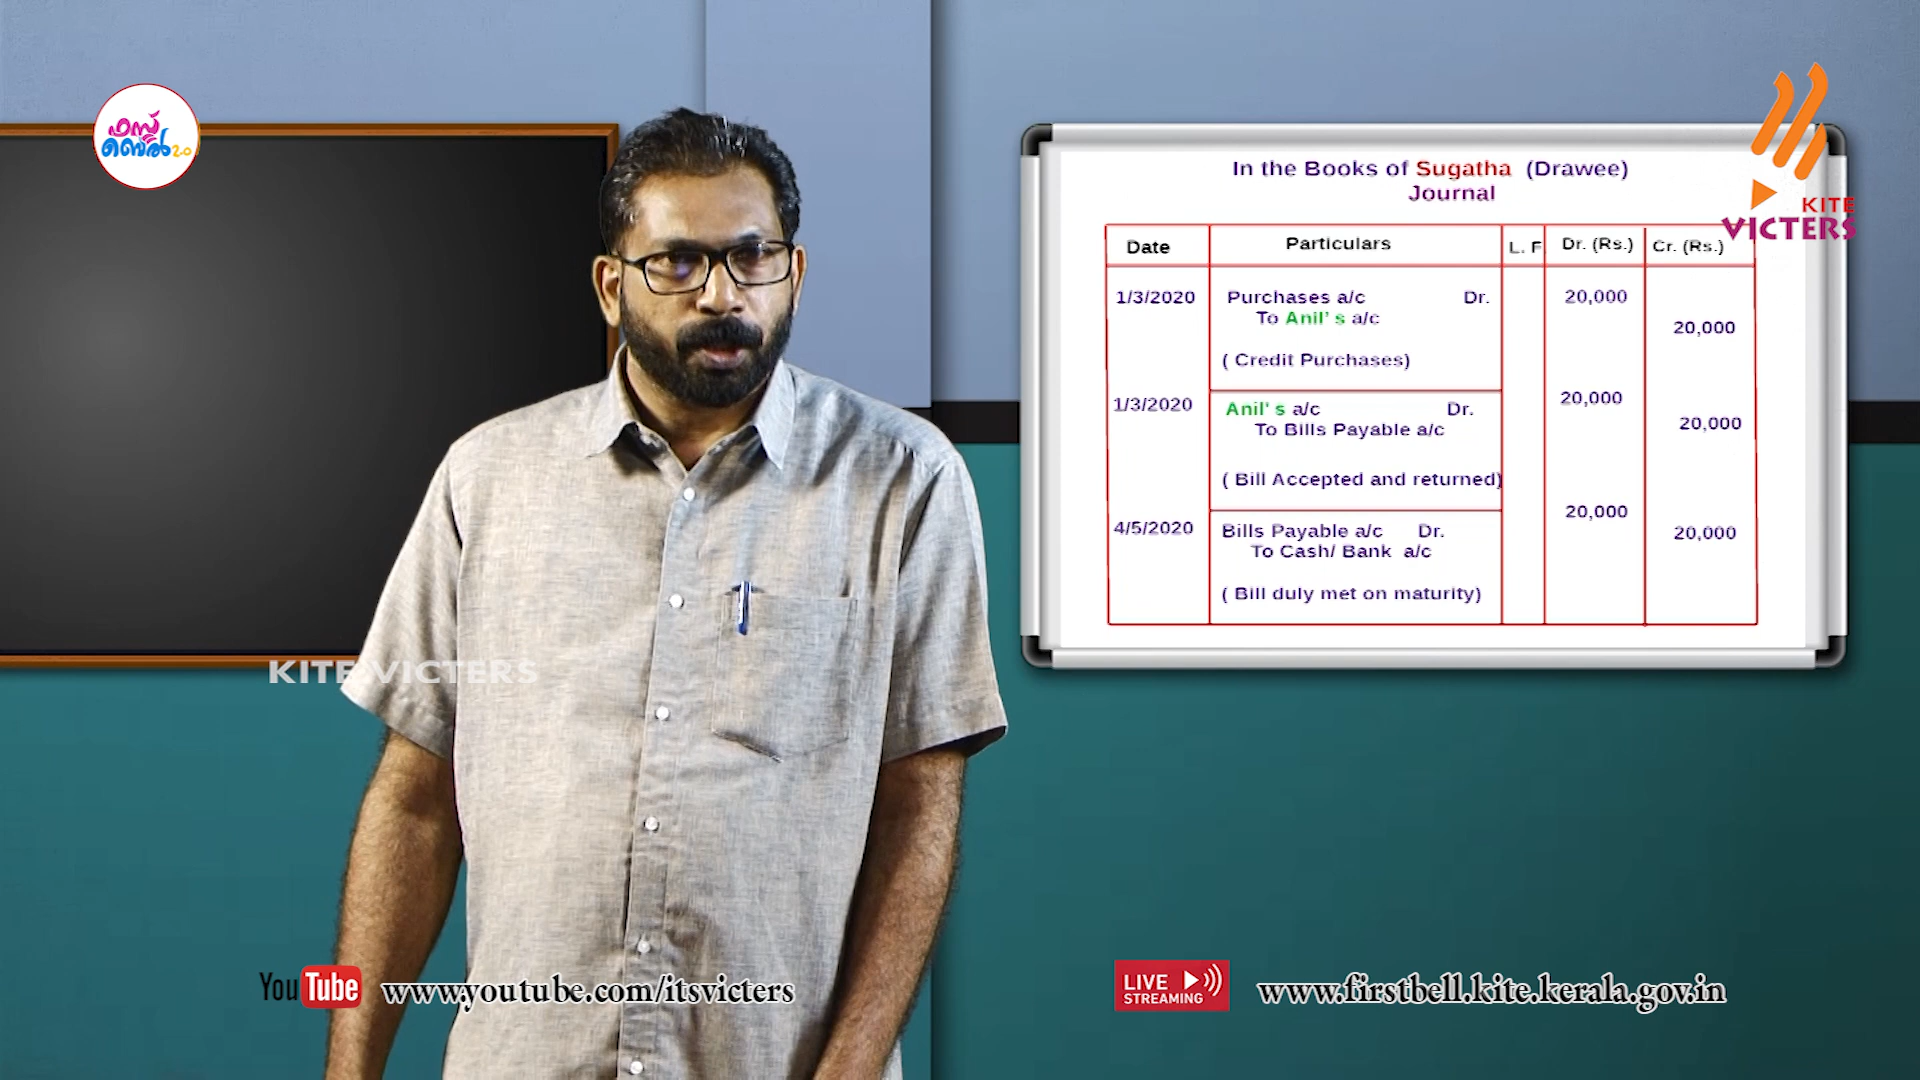 ഫസ്റ്റ്
ബെൽ 2.0
KITE
VICTERS
In the Books of Sugatha (Drawee)
Journal
Date Particulars L. F Dr. (Rs.) Cr. (Rs.)
1/3/2020 Purchases a/c Dr. 20,000
To Anil's a/c 20,000
( Credit Purchases)
1/3/2020 Anil's a/c Dr. 20,000
To Bills Payable a/c 20,000
( Bill Accepted and returned)
4/5/2020 Bills Payable a/c Dr. 20,000
To Cash/ Bank a/c 20,000
( Bill duly met on maturity)
KITE VICTERS
YouTube www.youtube.com/itsvicters
LIVE
STREAMING
www.firstbell.kite.kerala.gov.in